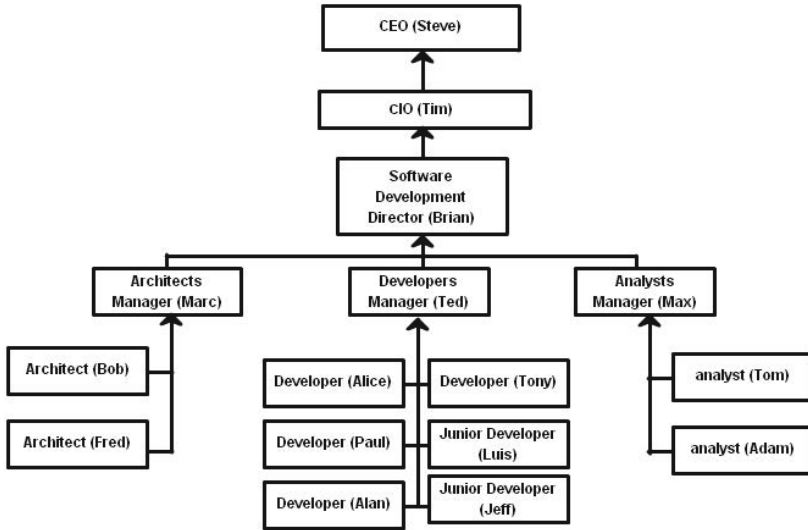 CEO (Steve)
CIO (Tim)
Software
Development
Director (Brian)
Architects
Manager (Marc)
Developers
Manager (Ted)
Analysts
Manager (Max)
Architect (Bob)
Architect (Fred)
Developer (Alice)
Developer (Tony)
Developer (Paul)
Junior Developer
(Luis)
Developer (Alan)
Junior Developer
(Jeff)
analyst (Tom)
analyst (Adam)